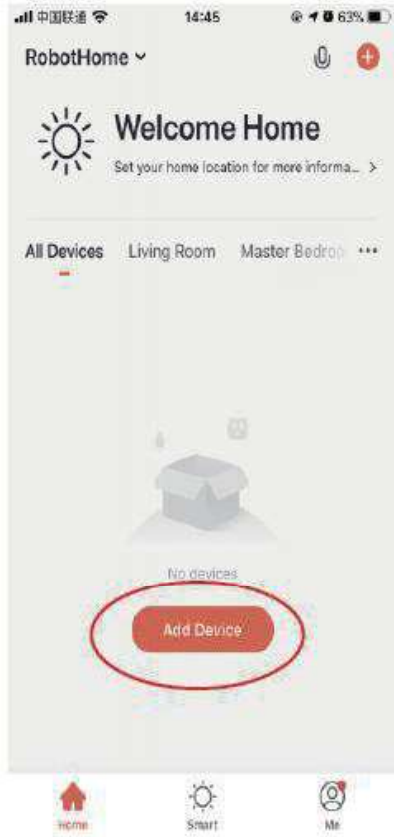 中国联通 14:45 63%
RobotHome
Welcome Home
Set your home location for more informa... >
All Devices Living Room Master Bedroo ...
No devices
Add Device
Home Smart Me